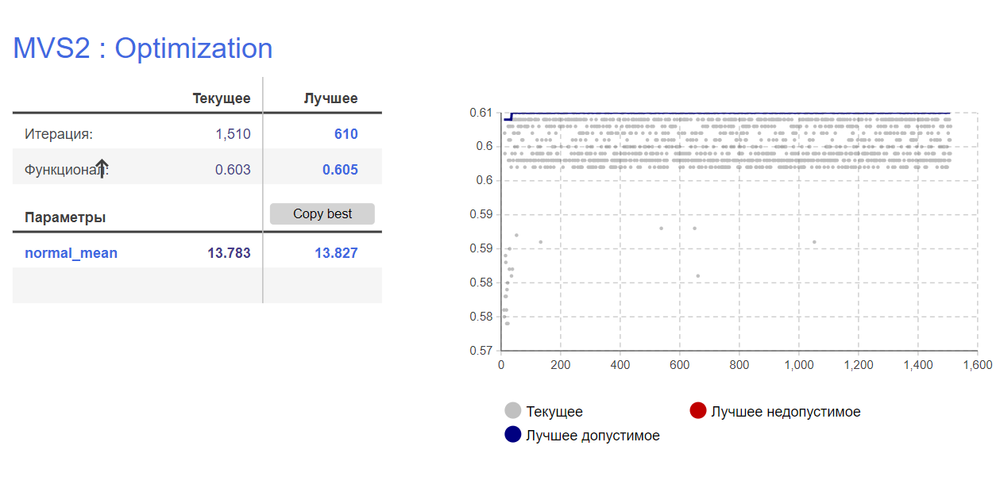 MVS2 : Optimization
Текущее Лучшее
Итерация: 1,510 610
Функционал: 0.603 0.605
Параметры Copy best
normal_mean 13.783 13.827
0.61
0.6
0.6
0.59
0.59
0.58
0.58
0.57
0 200 400 600 800 1,000 1,200 1,400 1,600
Текущее Лучшее недопустимое
Лучшее допустимое